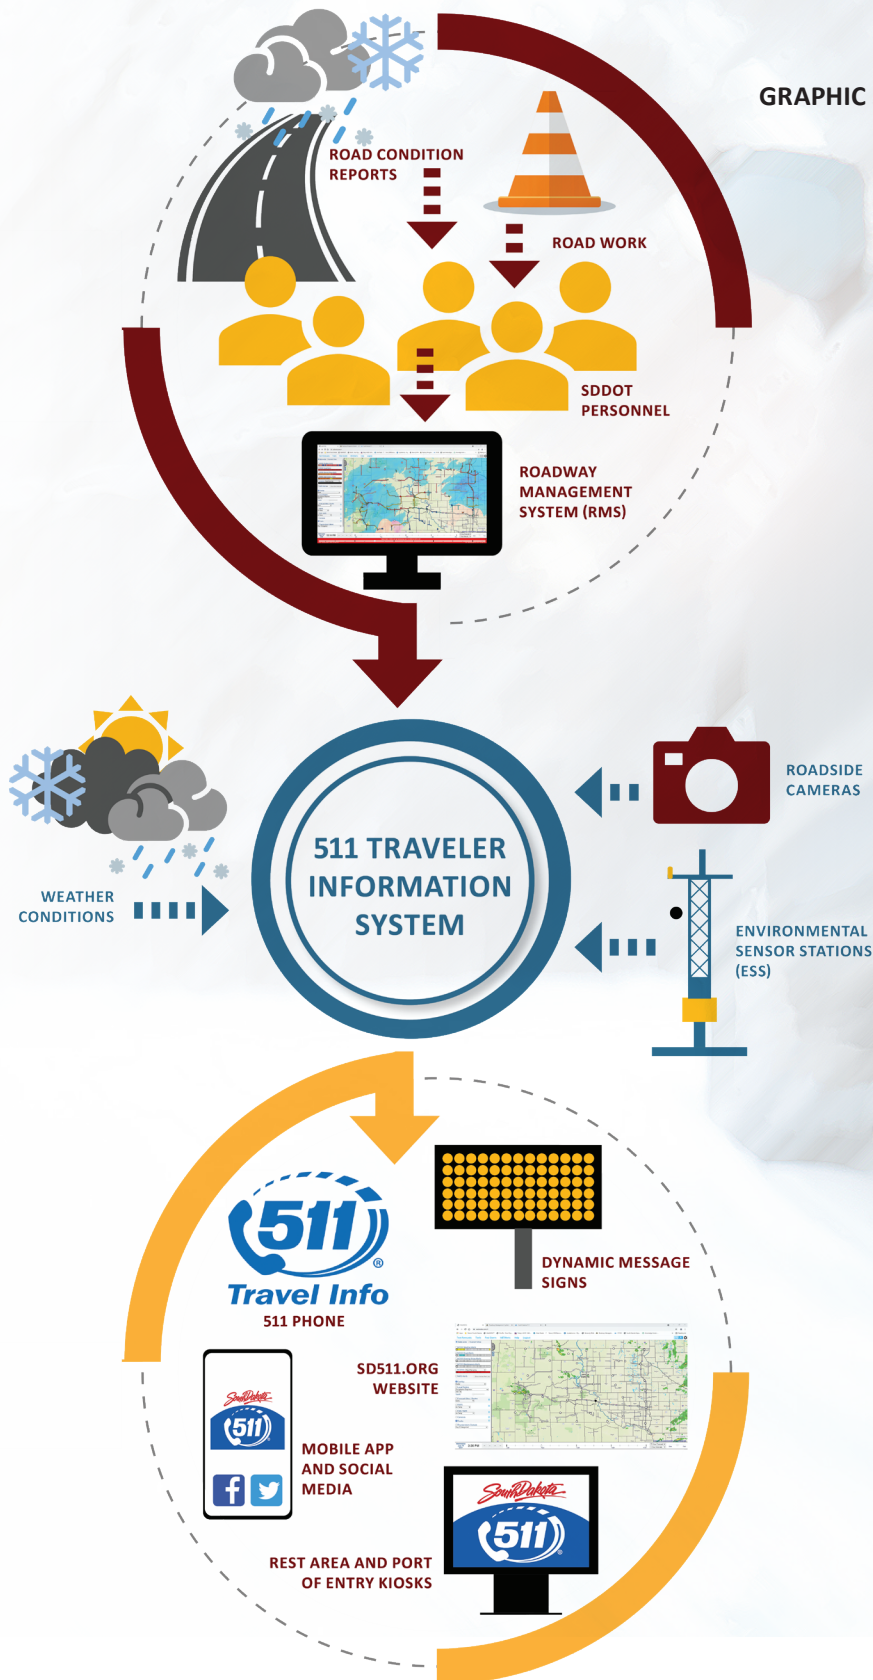 GRAPHIC
ROAD CONDITION
REPORTS
ROAD WORK
SDDOT
PERSONNEL
ROADWAY
MANAGEMENT
SYSTEM (RMS)
WEATHER
CONDITIONS
511 TRAVELER
INFORMATION
SYSTEM
ROADSIDE
CAMERAS
ENVIRONMENTAL
SENSOR STATIONS
(ESS)
511
®
Travel Info
511 PHONE
DYNAMIC MESSAGE
SIGNS
SD511.ORG
WEBSITE
South Dakota
511
MOBILE APP
AND SOCIAL
MEDIA
South Dakota
511
REST AREA AND PORT
OF ENTRY KIOSKS